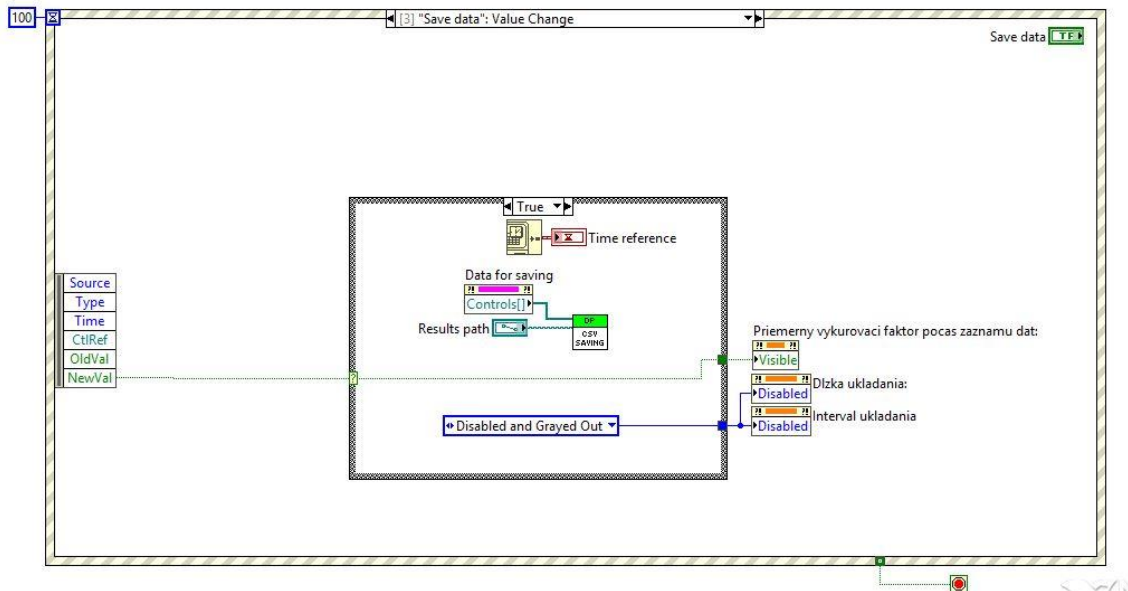 100
[3] "Save data": Value Change
Save data
TF
True
Time reference
Data for saving
Controls[]
Results path
DP
CSV
SAVING
Source
Type
Time
CtlRef
OldVal
NewVal
?
Priemerny vykurovaci faktor pocas zaznamu dat:
Visible
Dlzka ukladania:
Disabled
Interval ukladania
Disabled
Disabled and Grayed Out